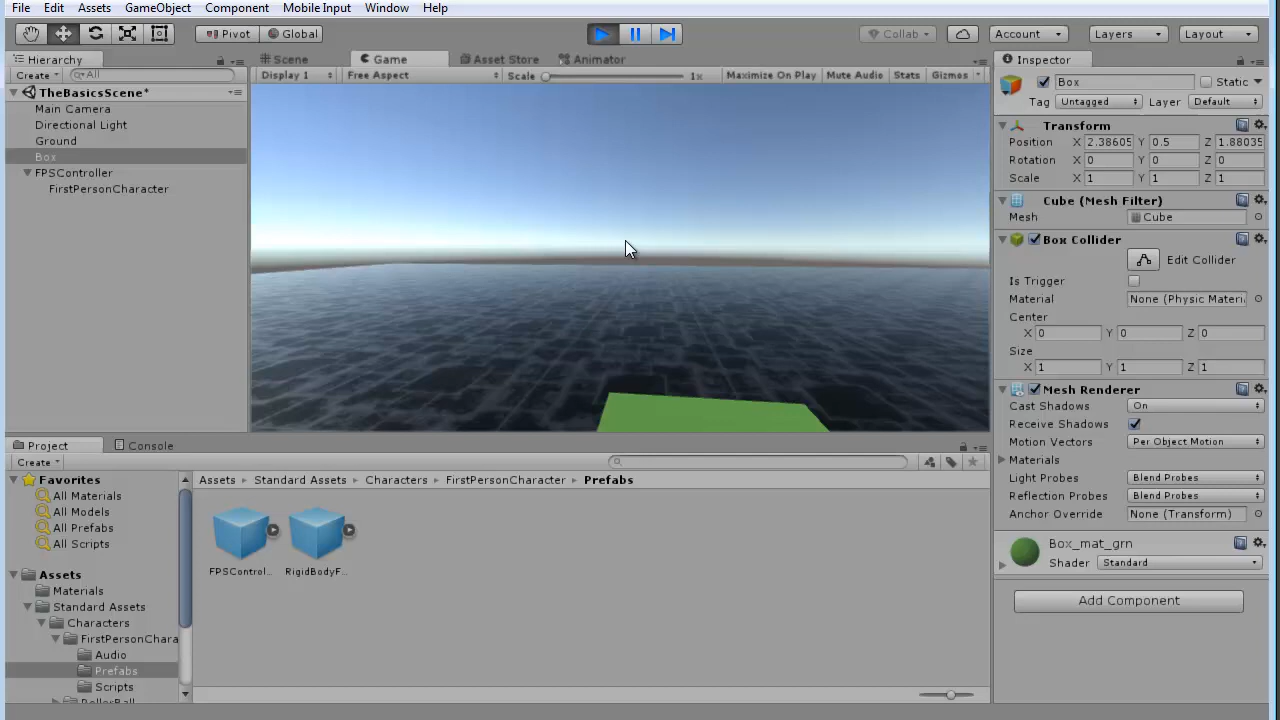 File Edit Assets GameObject Component Mobile Input Window Help
Pivot Global Collab Account Layers Layout
Hierarchy
Create All
TheBasicsScene*
Main Camera
Directional Light
Ground
Box
FPSController
FirstPersonCharacter
Scene Game Asset Store Animator
Display 1 Free Aspect Scale 1x Maximize On Play Mute Audio Stats Gizmos
Inspector
Box Static
Tag Untagged Layer Default
Transform
Position X 2.38605 Y 0.5 Z 1.88035
Rotation X 0 Y 0 Z 0
Scale X 1 Y 1 Z 1
Cube (Mesh Filter)
Mesh Cube
Box Collider
Edit Collider
Is Trigger
Material None (Physic Materi
Center
X 0 Y 0 Z 0
Size
X 1 Y 1 Z 1
Mesh Renderer
Cast Shadows On
Receive Shadows
Motion Vectors Per Object Motion
Materials
Light Probes Blend Probes
Reflection Probes Blend Probes
Anchor Override None (Transform)
Box_mat_grn
Shader Standard
Add Component
Project Console
Create
Favorites
All Materials
All Models
All Prefabs
All Scripts
Assets
Materials
Standard Assets
Characters
FirstPersonChara
Audio
Prefabs
Scripts
RollerBall
Assets Standard Assets Characters FirstPersonCharacter Prefabs
FPSControl... RigidBodyF...